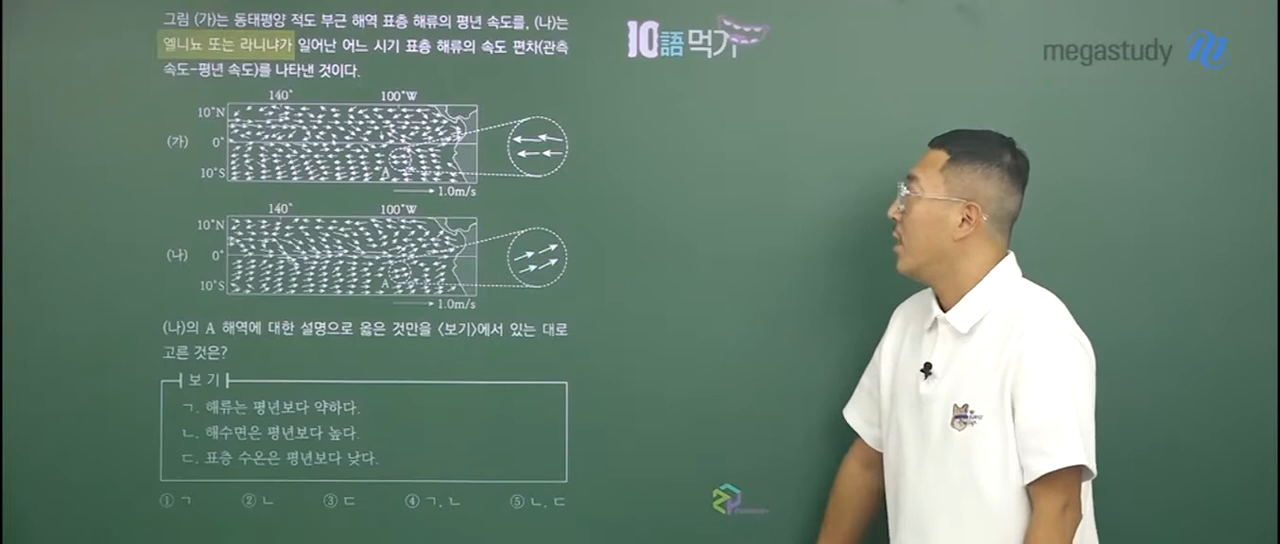 그림 (가)는 동태평양 적도 부근 해역 표층 해류의 평년 속도를, (나)는
엘니뇨 또는 라니냐가 일어난 어느 시기 표층 해류의 속도 편차(관측
속도-평년 속도)를 나타낸 것이다.
10語먹기
megastudy
140° 100°W
10°N
(가) 0°
10°S
A
1.0m/s
140° 100°W
10°N
(나) 0°
10°S
A
1.0m/s
(나)의 A 해역에 대한 설명으로 옳은 것만을 <보기>에서 있는 대로
고른 것은?
보기
ㄱ. 해류는 평년보다 약하다.
ㄴ. 해수면은 평년보다 높다.
ㄷ. 표층 수온은 평년보다 낮다.
① ㄱ ② ㄴ ③ ㄷ ④ ㄱ, ㄴ ⑤ ㄴ, ㄷ